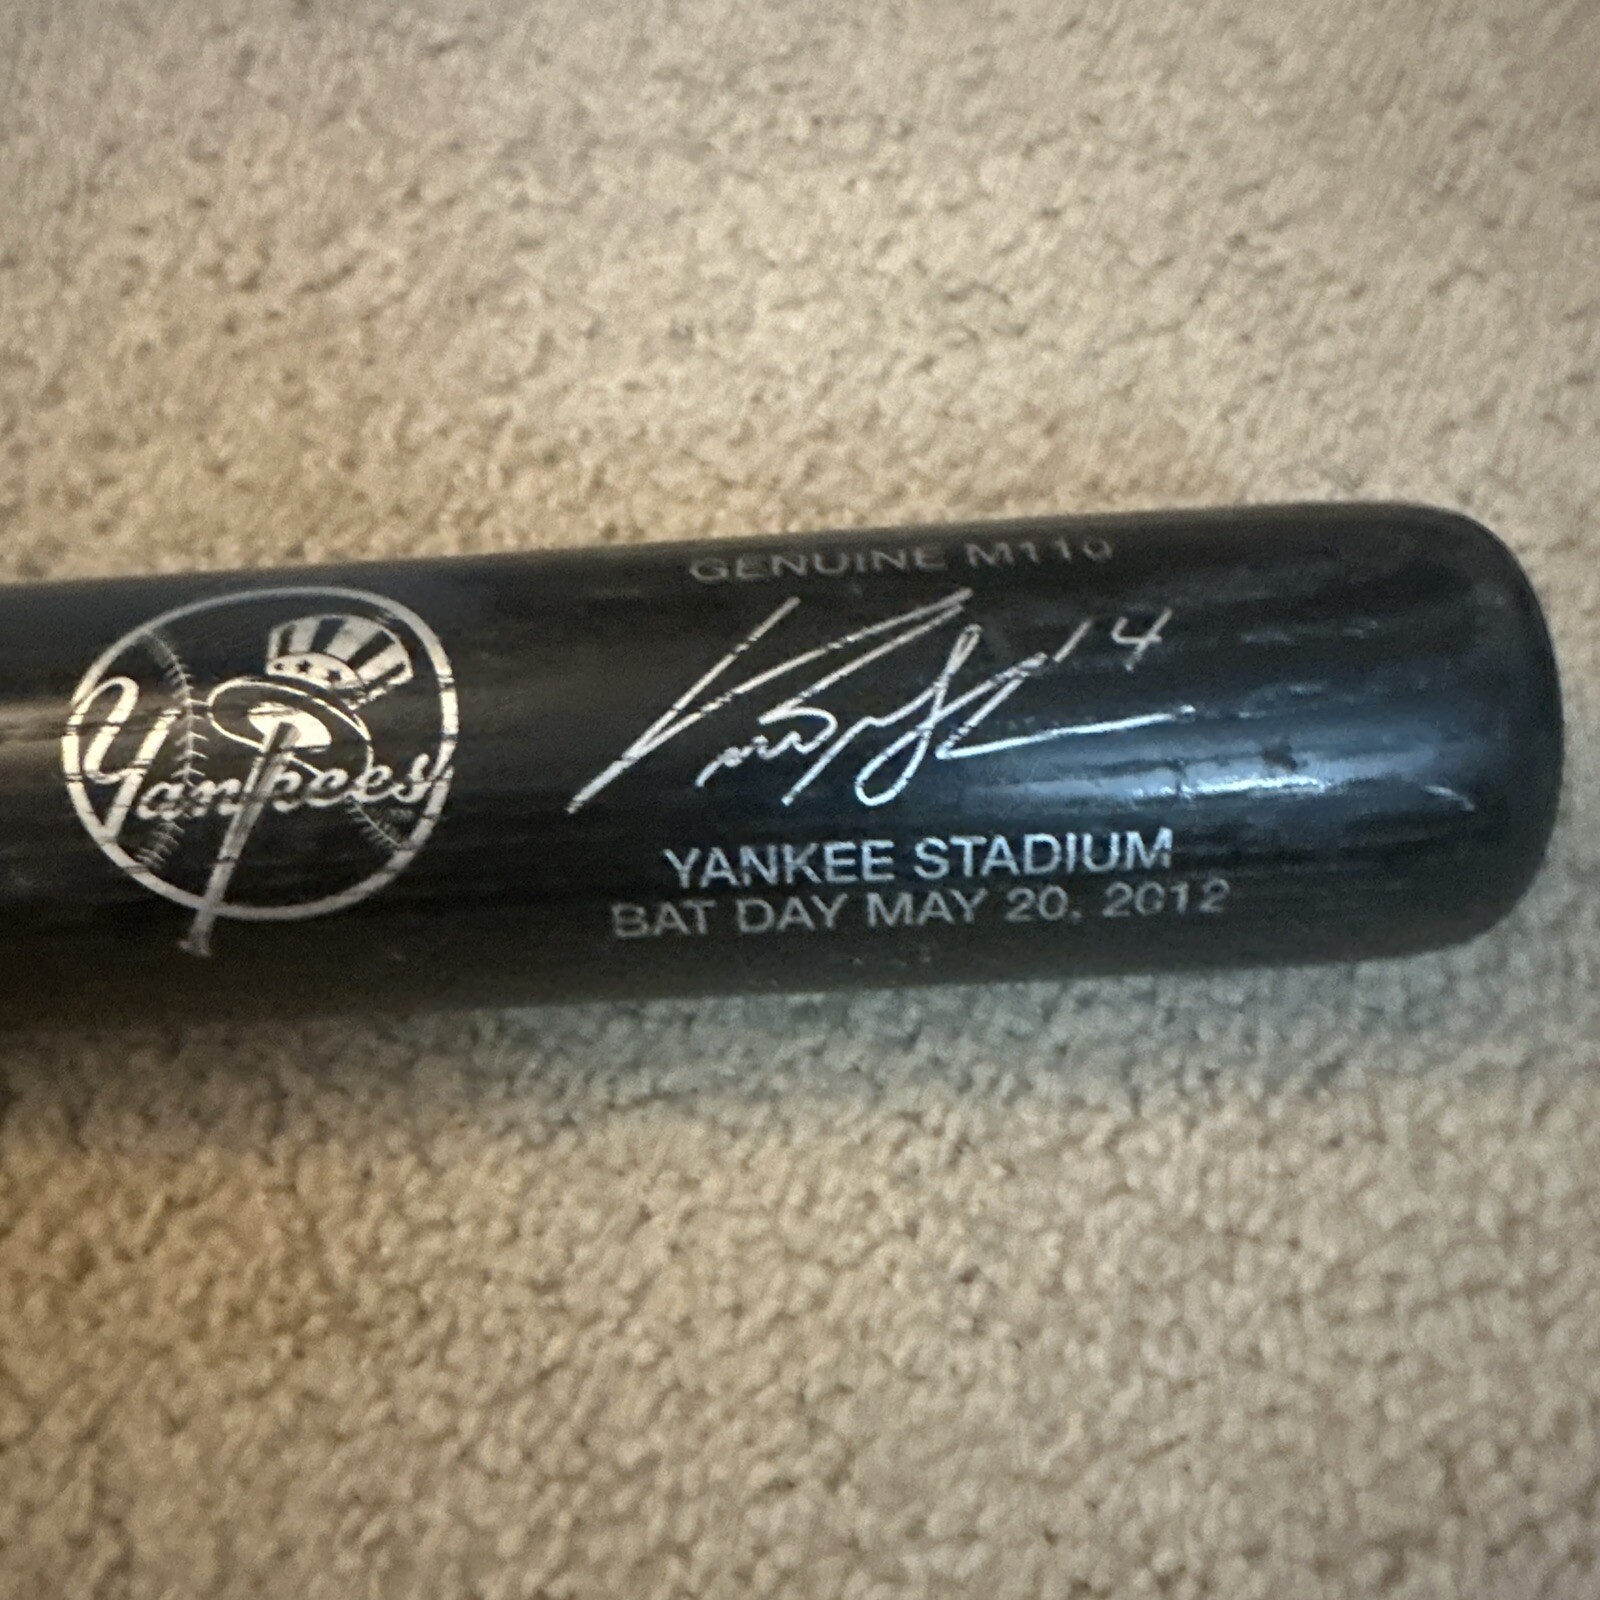 Yankees
GENUINE M110
14
YANKEE STADIUM
BAT DAY MAY 20, 2012